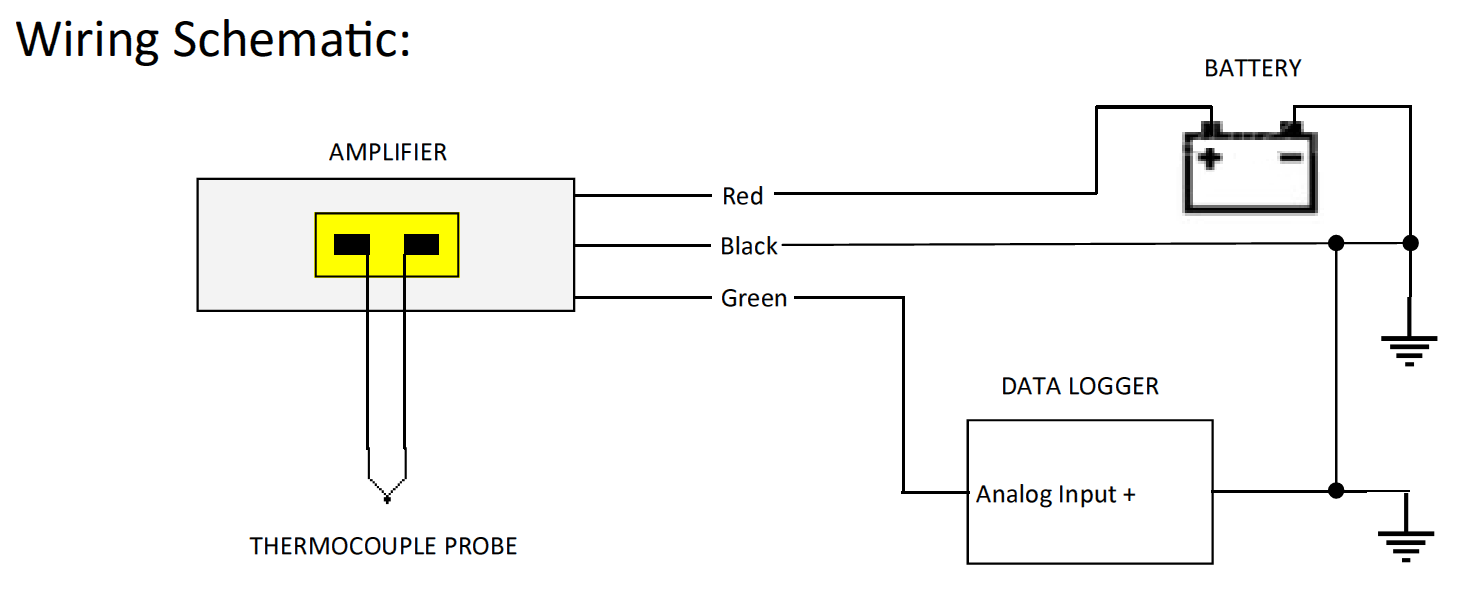 Wiring Schematic:
BATTERY
AMPLIFIER
+ −
Red
Black
Green
DATA LOGGER
Analog Input +
THERMOCOUPLE PROBE